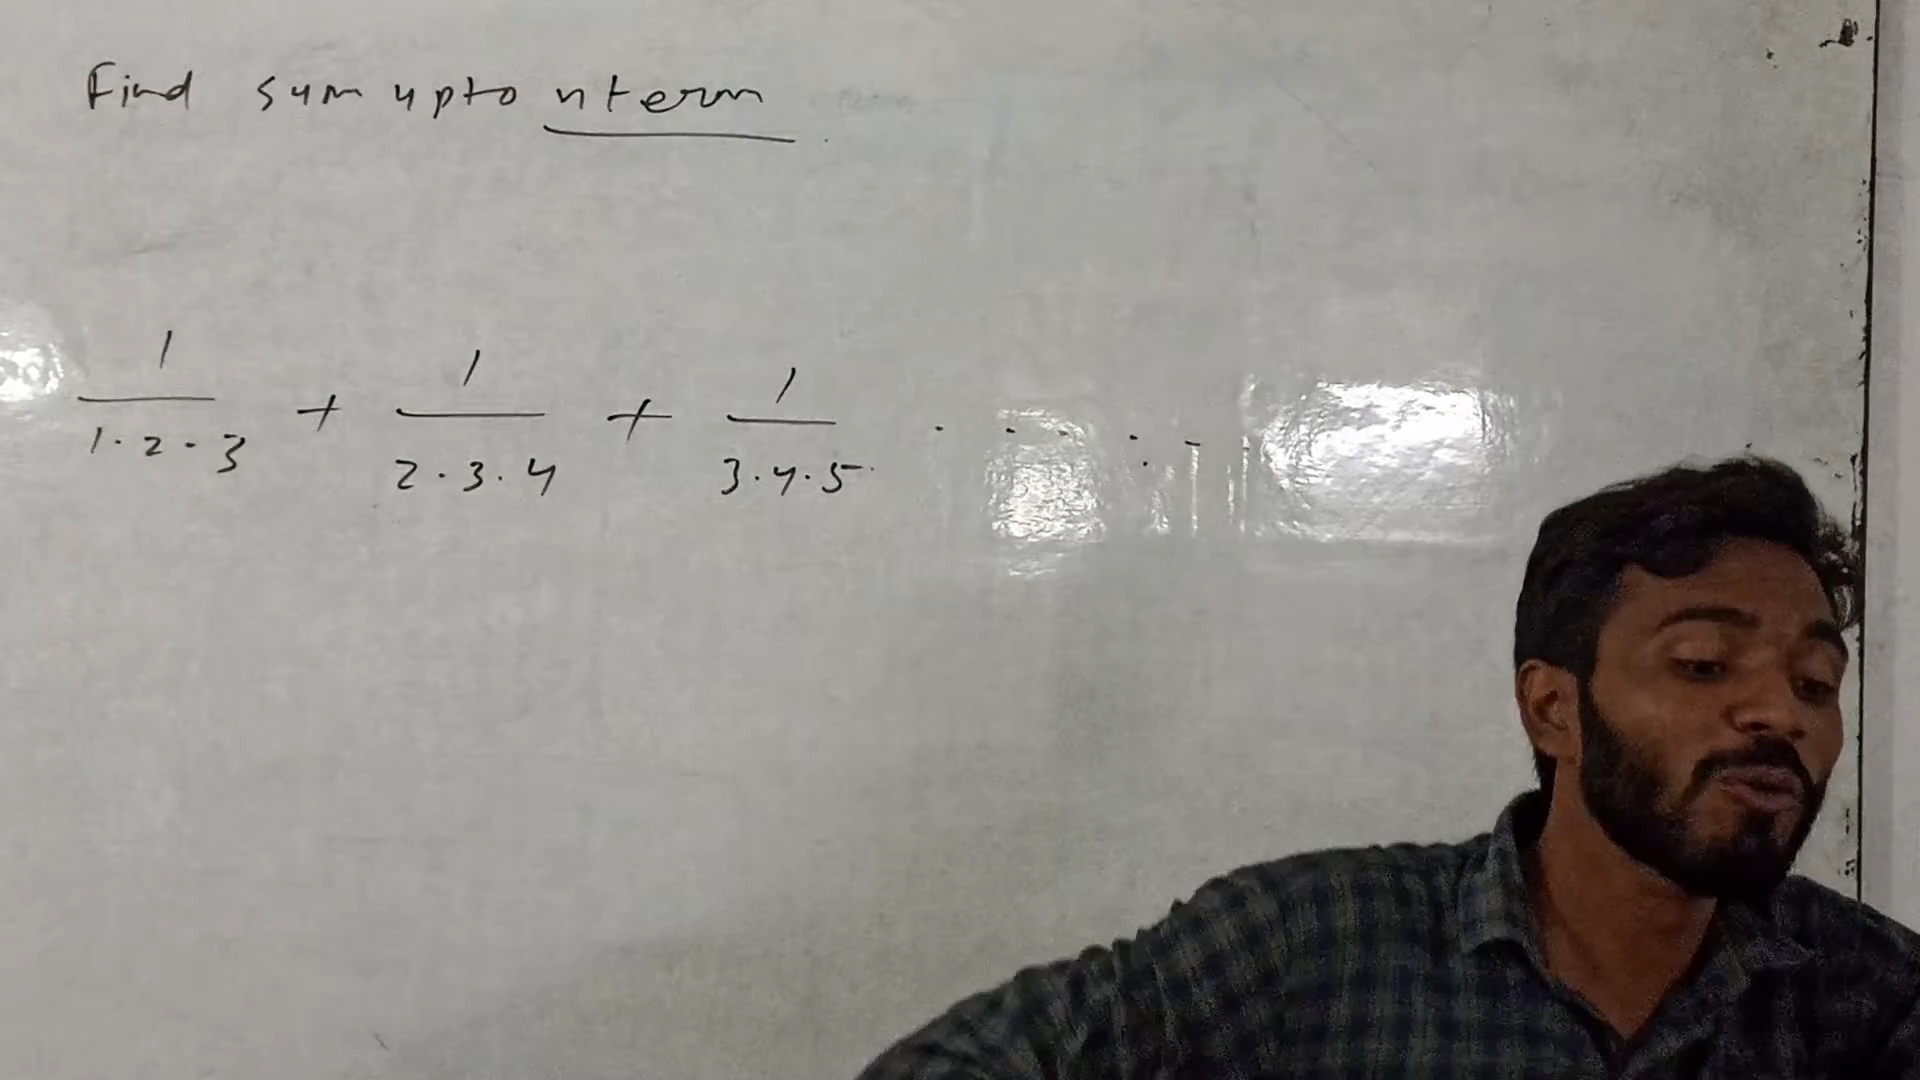 Find sum upto n term
1/1.2.3 + 1/2.3.4 + 1/3.4.5 ......